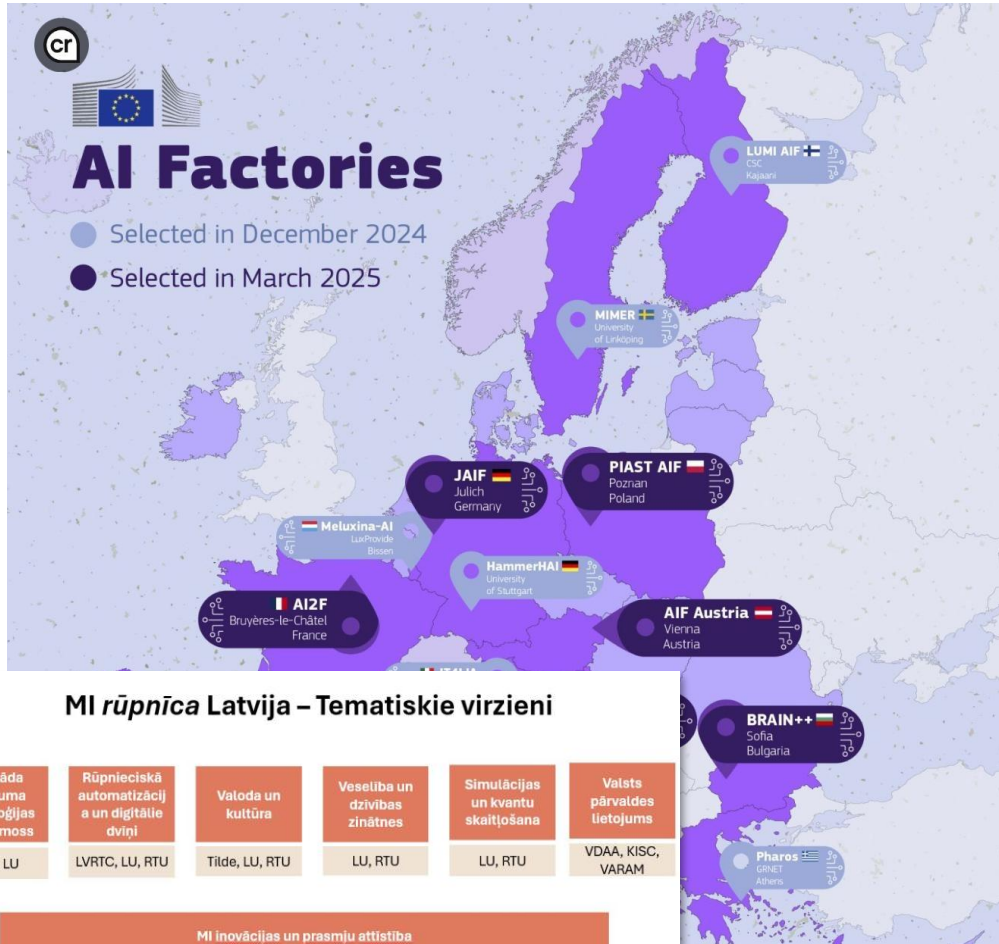 cr
AI Factories
Selected in December 2024
Selected in March 2025
LUMI AIF
CSC
Kajaani
MIMER
University
of Linköping
JAIF
Julich
Germany
PIAST AIF
Poznan
Poland
Meluxina-AI
LuxProvide
Bissen
HammerHAI
University
of Stuttgart
AI2F
Bruyères-le-Châtel
France
AIF Austria
Vienna
Austria
BRAIN++
Sofia
Bulgaria
Pharos
GRNET
Athens
MI rūpnīca Latvija – Tematiskie virzieni
Rūpnieciskā
automatizācij
a un digitālie
dvīņi
LVRTC, LU, RTU
Valoda un
kultūra
Tilde, LU, RTU
Veselība un
dzīvības
zinātnes
LU, RTU
Simulācijas
un kvantu
skaitļošana
LU, RTU
Valsts
pārvaldes
lietojums
VDAA, KISC,
VARAM
LU
MI inovācijas un prasmju attīstība